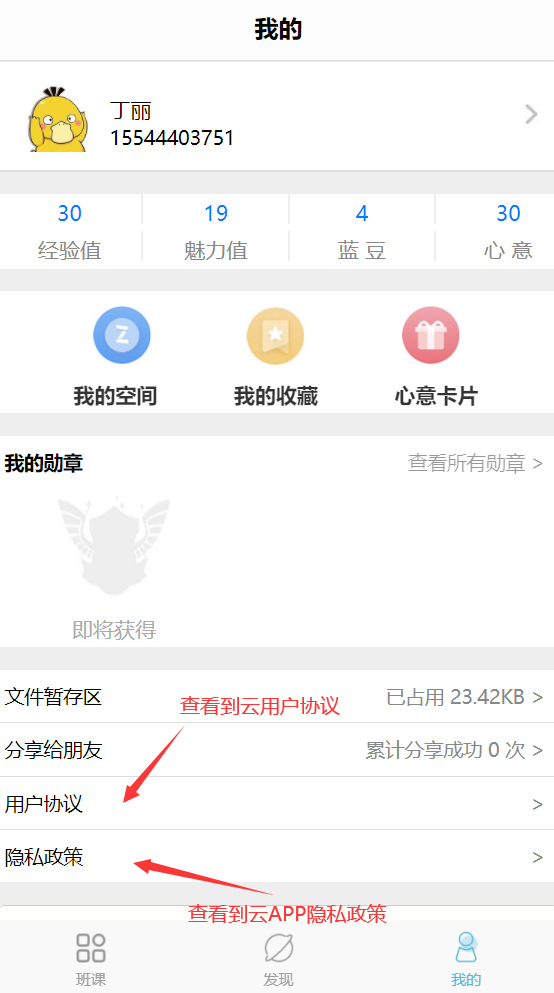 我的
丁丽
15544403751
30 19 4 30
经验值 魅力值 蓝 豆 心 意
Z
我的空间 我的收藏 心意卡片
我的勋章 查看所有勋章 >
即将获得
文件暂存区 已占用 23.42KB >
查看到云用户协议
分享给朋友 累计分享成功 0 次 >
用户协议 >
隐私政策 >
查看到云APP隐私政策
班课 发现 我的